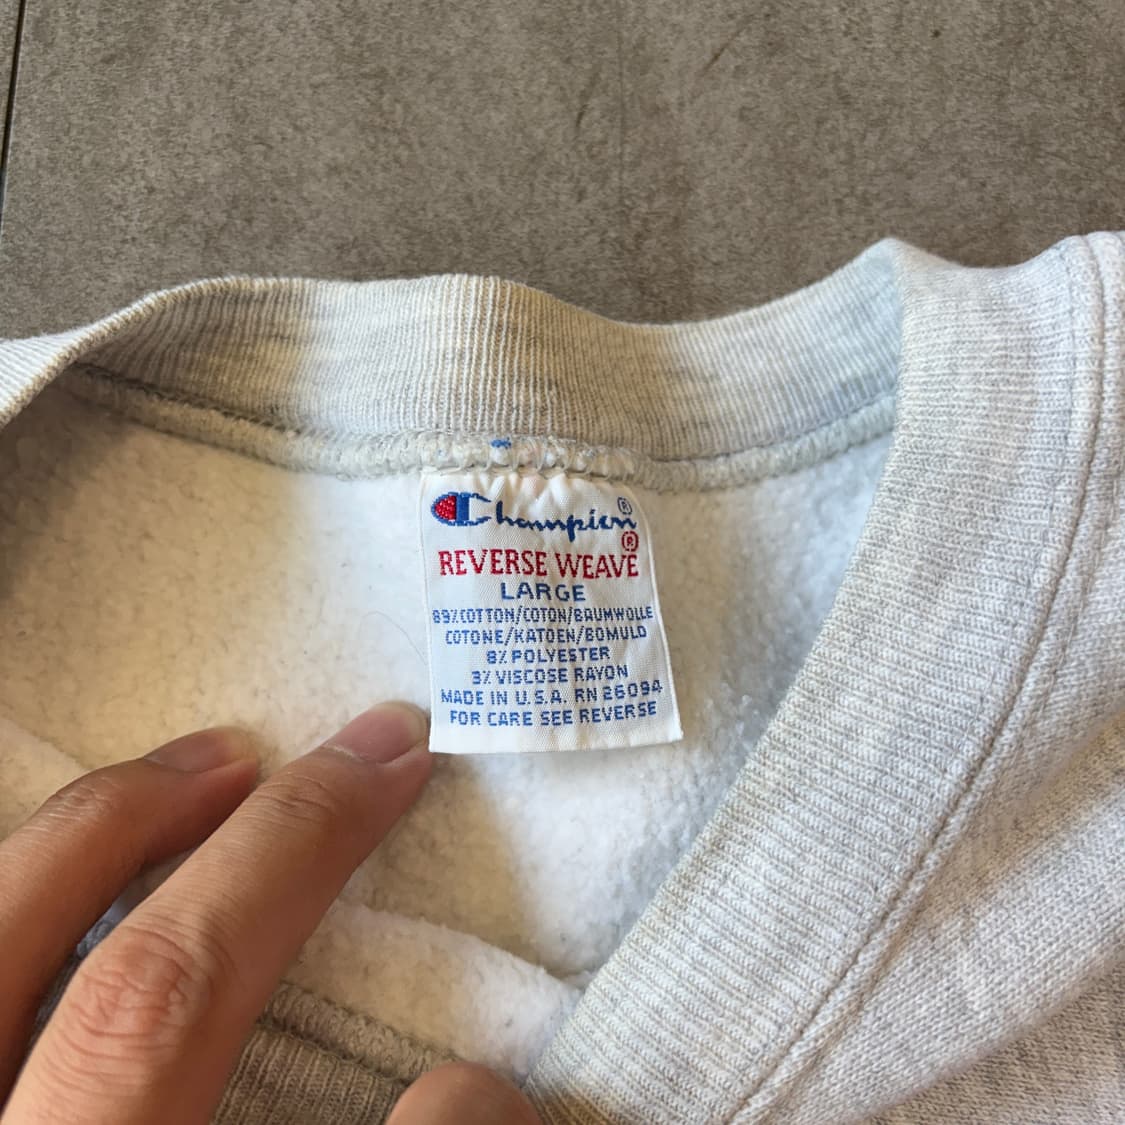 Champion®
REVERSE WEAVE®
LARGE
89% COTTON/COTON/BAUMWOLLE
COTONE/KATOEN/BOMULD
8% POLYESTER
3% VISCOSE RAYON
MADE IN U.S.A. RN 26094
FOR CARE SEE REVERSE